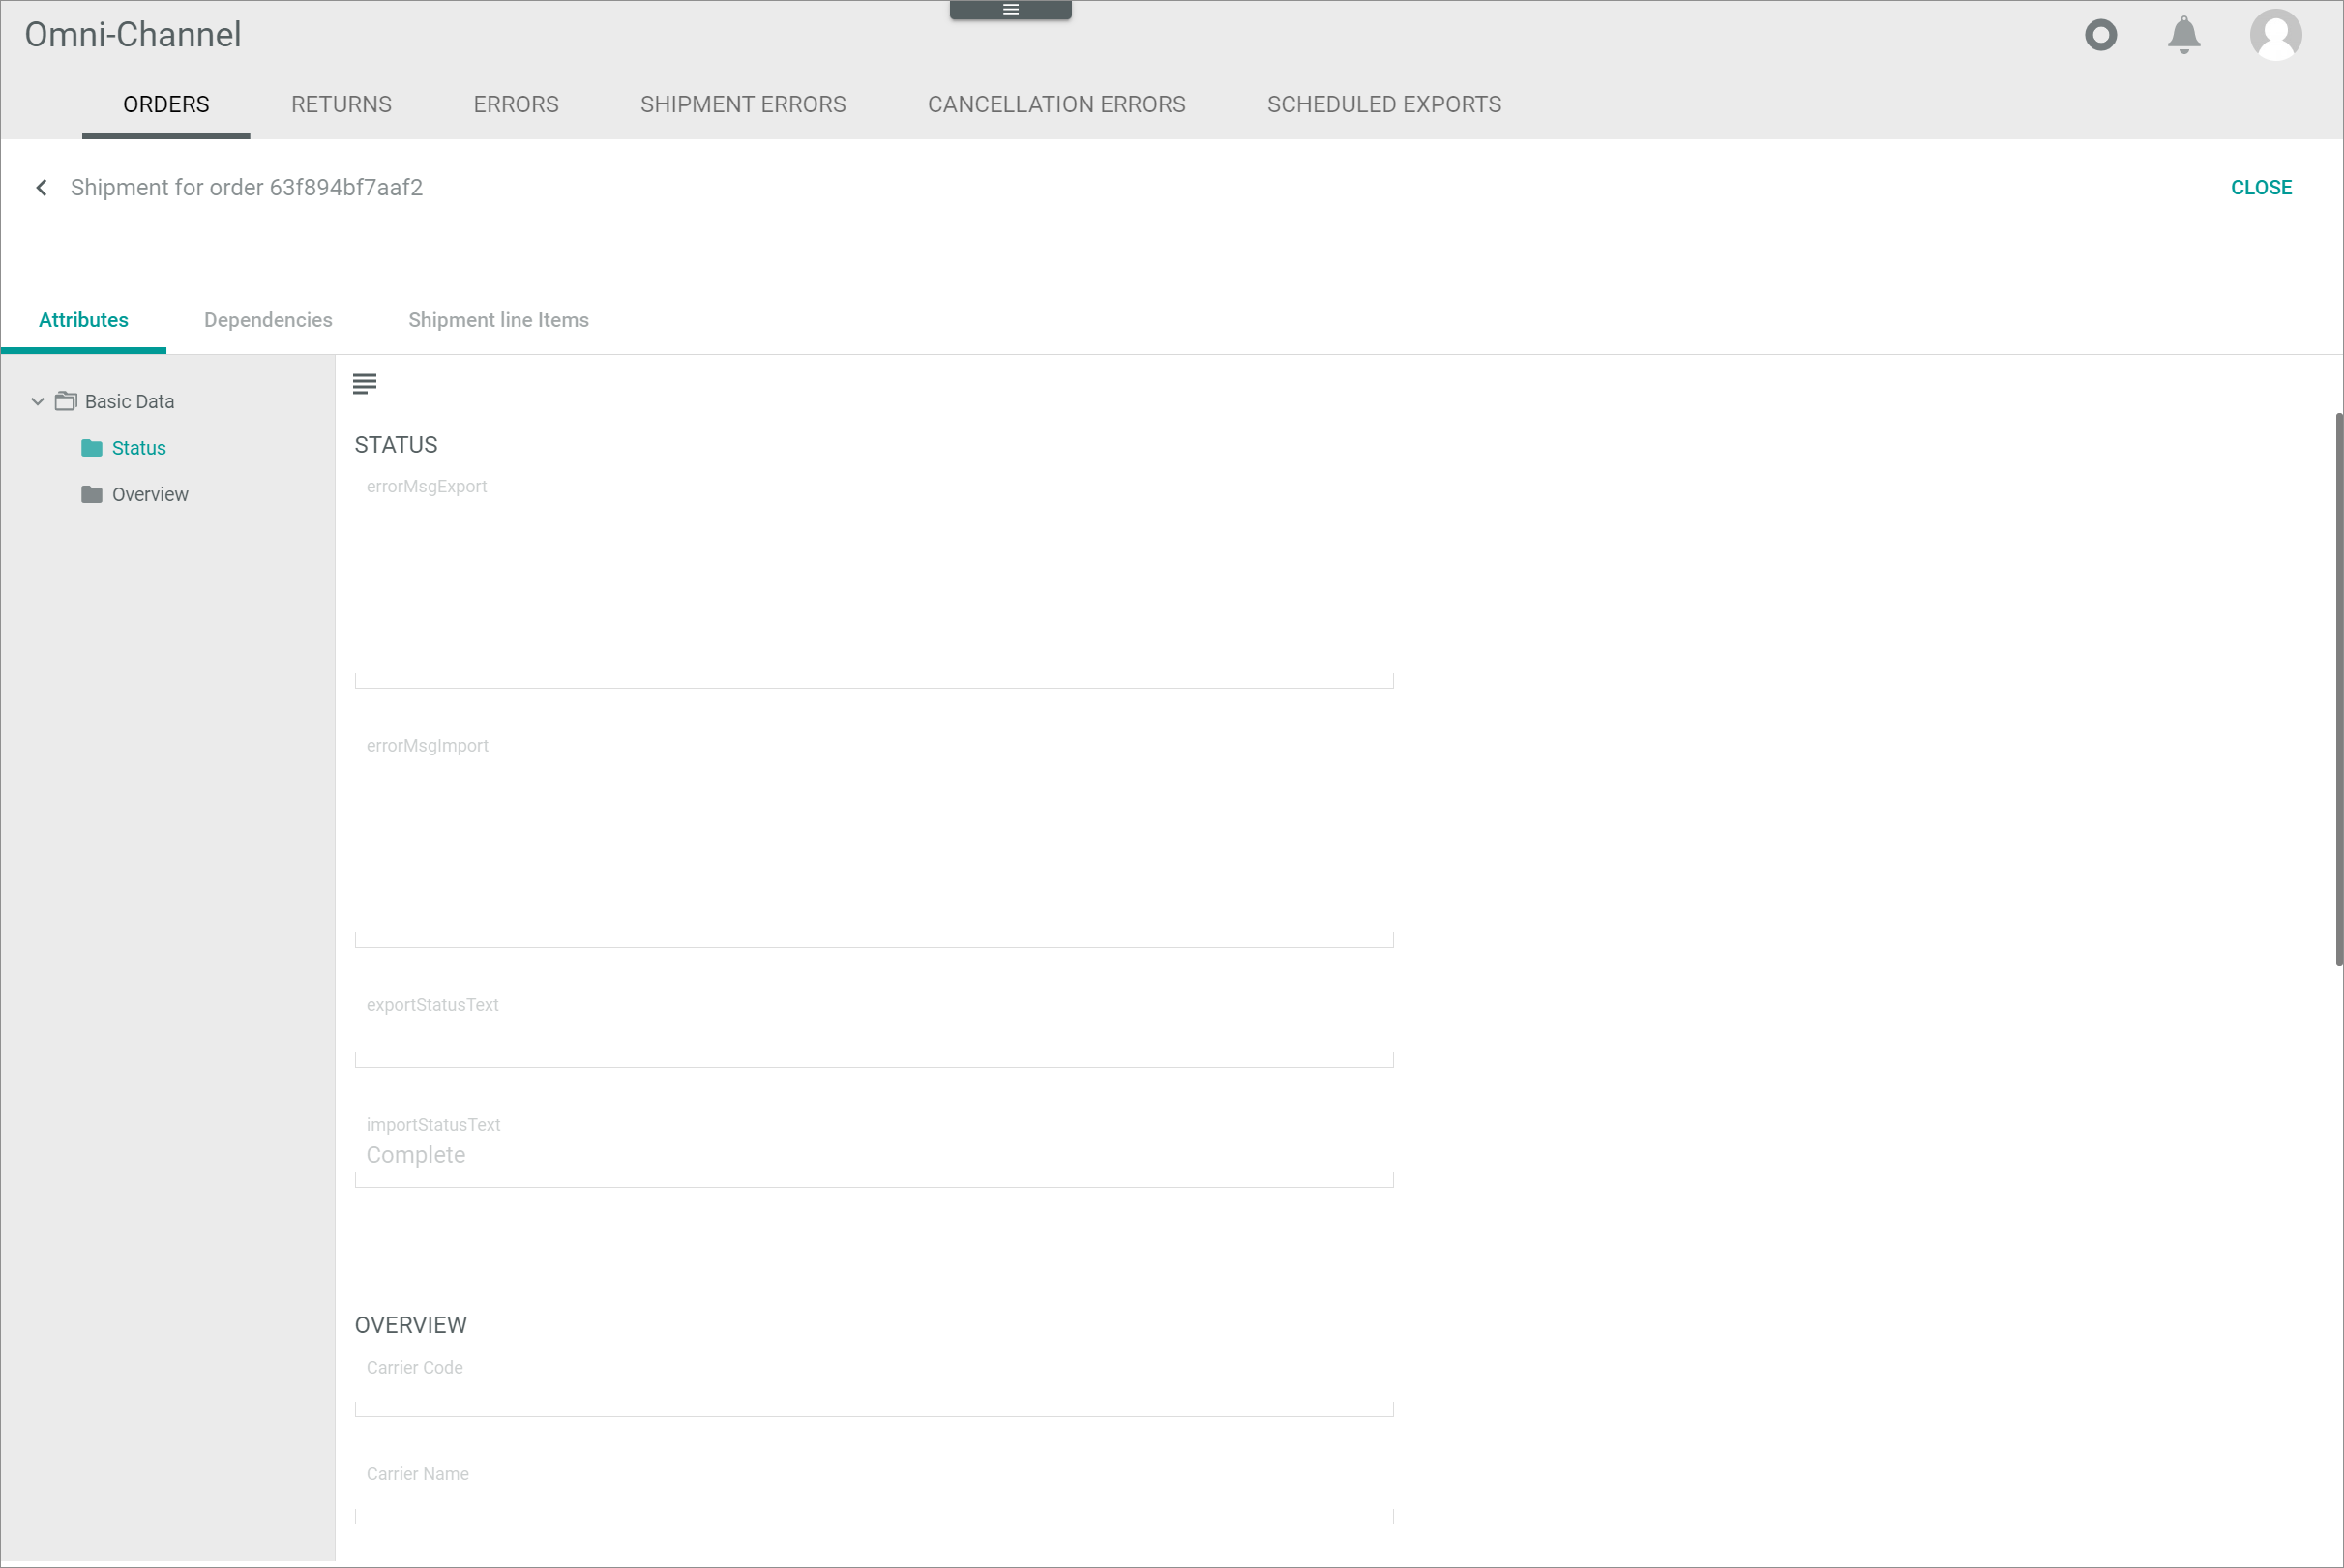 Omni-Channel
ORDERS RETURNS ERRORS SHIPMENT ERRORS CANCELLATION ERRORS SCHEDULED EXPORTS
Shipment for order 63f894bf7aaf2 CLOSE
Attributes Dependencies Shipment line Items
Basic Data
Status
Overview
STATUS
errorMsgExport
errorMsgImport
exportStatusText
importStatusText
Complete
OVERVIEW
Carrier Code
Carrier Name